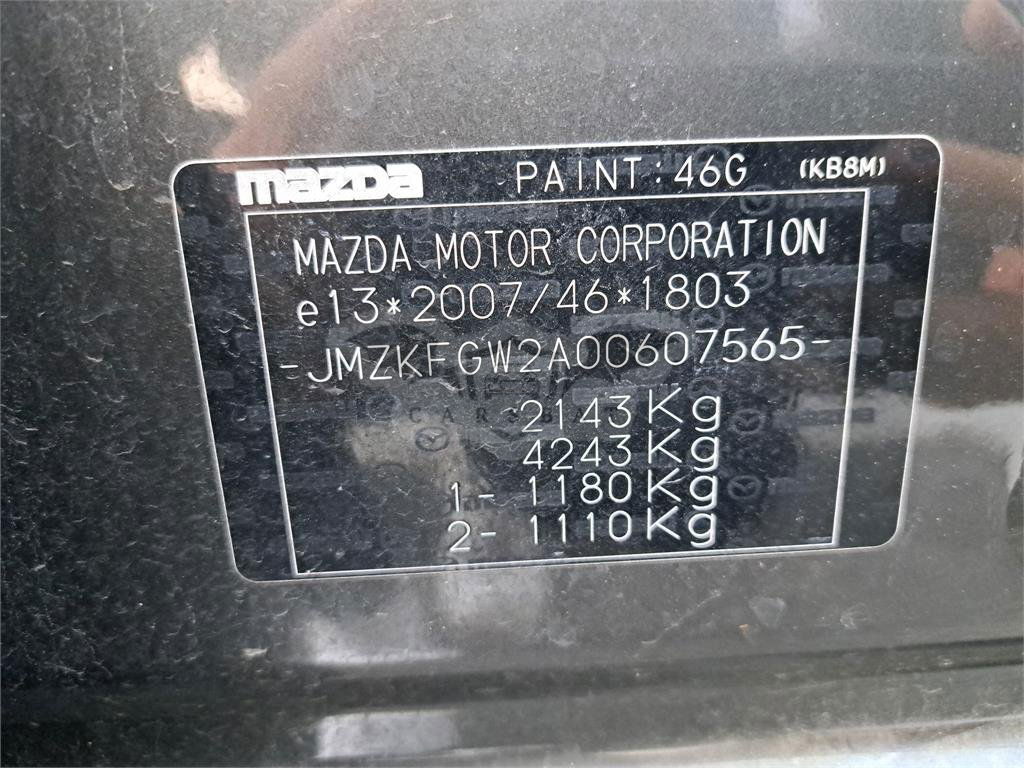 mazda PAINT:46G (KB8M)
MAZDA MOTOR CORPORATION
e13*2007/46*1803
-JMZKFGW2A00607565-
2143Kg
4243Kg
1- 1180Kg
2- 1110Kg